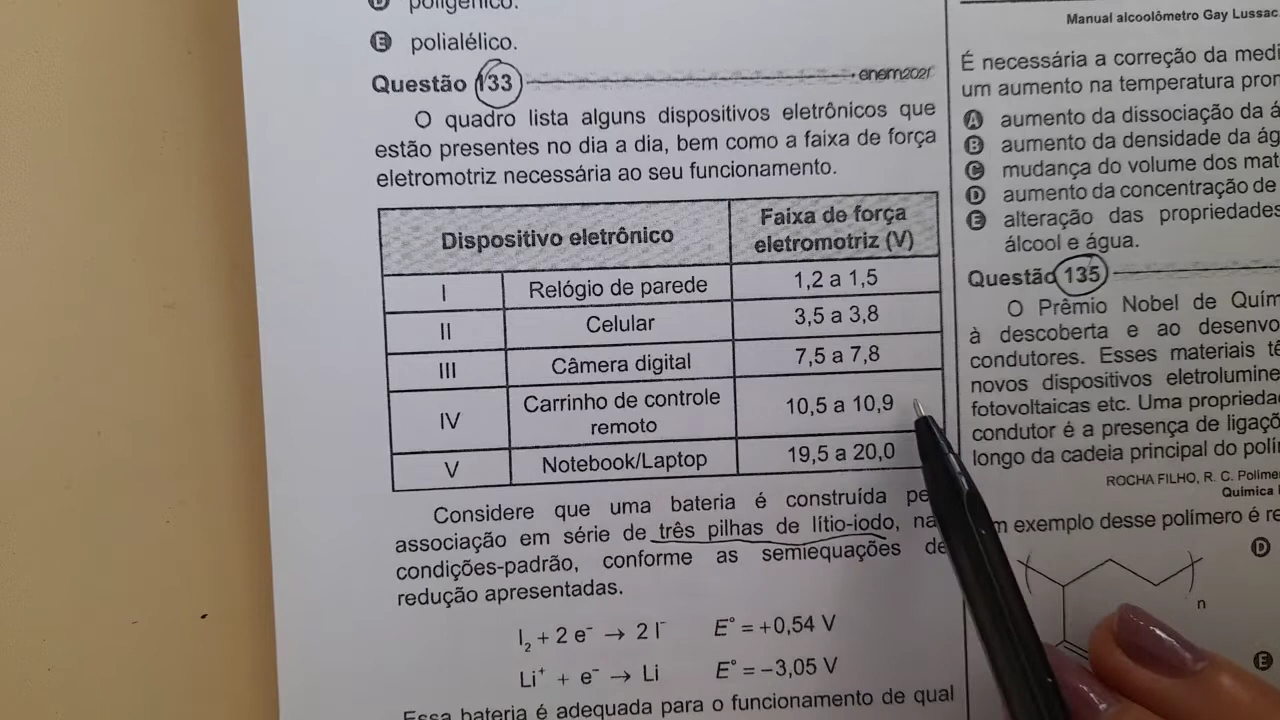 D poligênico.
E polialélico.
Questão 133 enem2021
O quadro lista alguns dispositivos eletrônicos que
estão presentes no dia a dia, bem como a faixa de força
eletromotriz necessária ao seu funcionamento.
Dispositivo eletrônico
Faixa de força
eletromotriz (V)
I Relógio de parede 1,2 a 1,5
II Celular 3,5 a 3,8
III Câmera digital 7,5 a 7,8
IV Carrinho de controle
remoto 10,5 a 10,9
V Notebook/Laptop 19,5 a 20,0
Considere que uma bateria é construída pe
associação em série de três pilhas de lítio-iodo, na
condições-padrão, conforme as semiequações de
redução apresentadas.
I₂ + 2 e⁻ → 2 I⁻ E° = +0,54 V
Li⁺ + e⁻ → Li E° = −3,05 V
Essa bateria é adequada para o funcionamento de qual
Manual alcoolômetro Gay Lussac
É necessária a correção da medi
um aumento na temperatura pro
A aumento da dissociação da á
B aumento da densidade da ág
C mudança do volume dos mat
D aumento da concentração de
E alteração das propriedades
álcool e água.
Questão 135
O Prêmio Nobel de Quím
à descoberta e ao desenvo
condutores. Esses materiais tê
novos dispositivos eletrolumine
fotovoltaicas etc. Uma proprieda
condutor é a presença de ligaçõ
longo da cadeia principal do polí
ROCHA FILHO, R. C. Políme
Química
m exemplo desse polímero é re
D
n
E